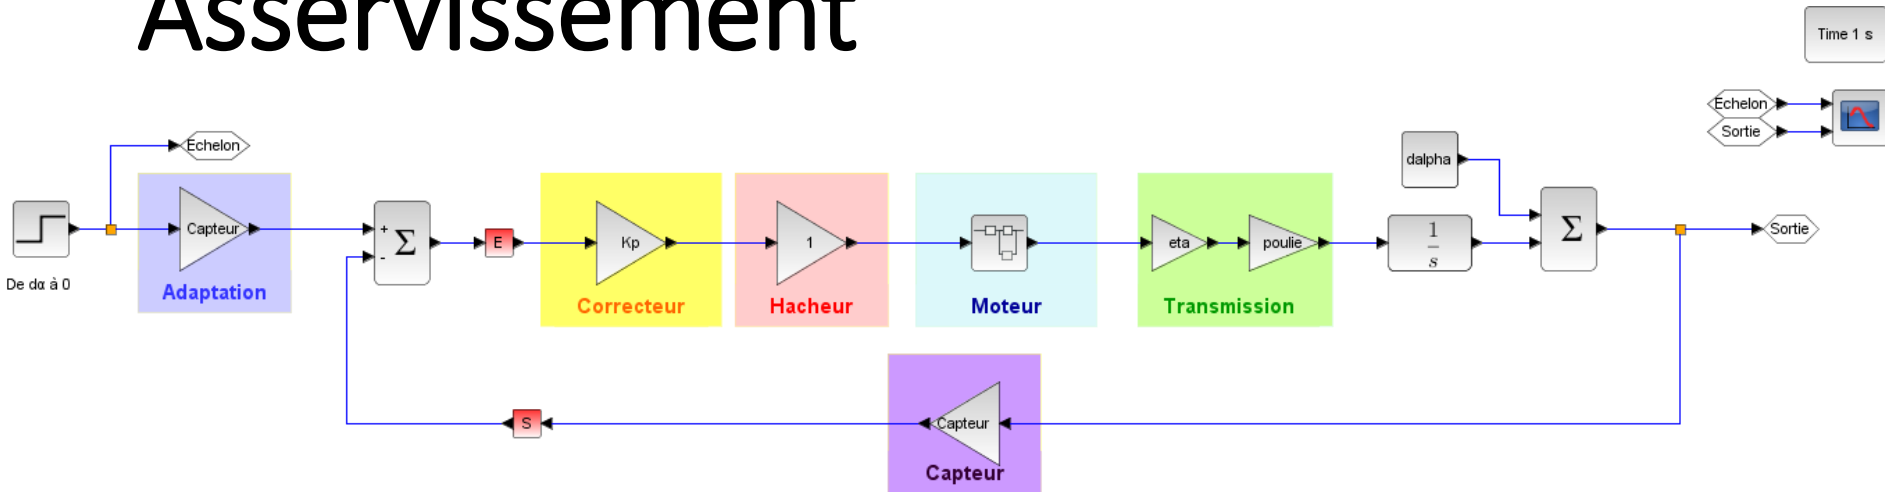 Asservissement
Time 1 s
Echelon
Sortie
Echelon
dalpha
De dα à 0
Capteur
Adaptation
+
-
Σ
E
Kp
Correcteur
1
Hacheur
Moteur
eta
poulie
Transmission
1
s
Σ
Sortie
S
Capteur
Capteur